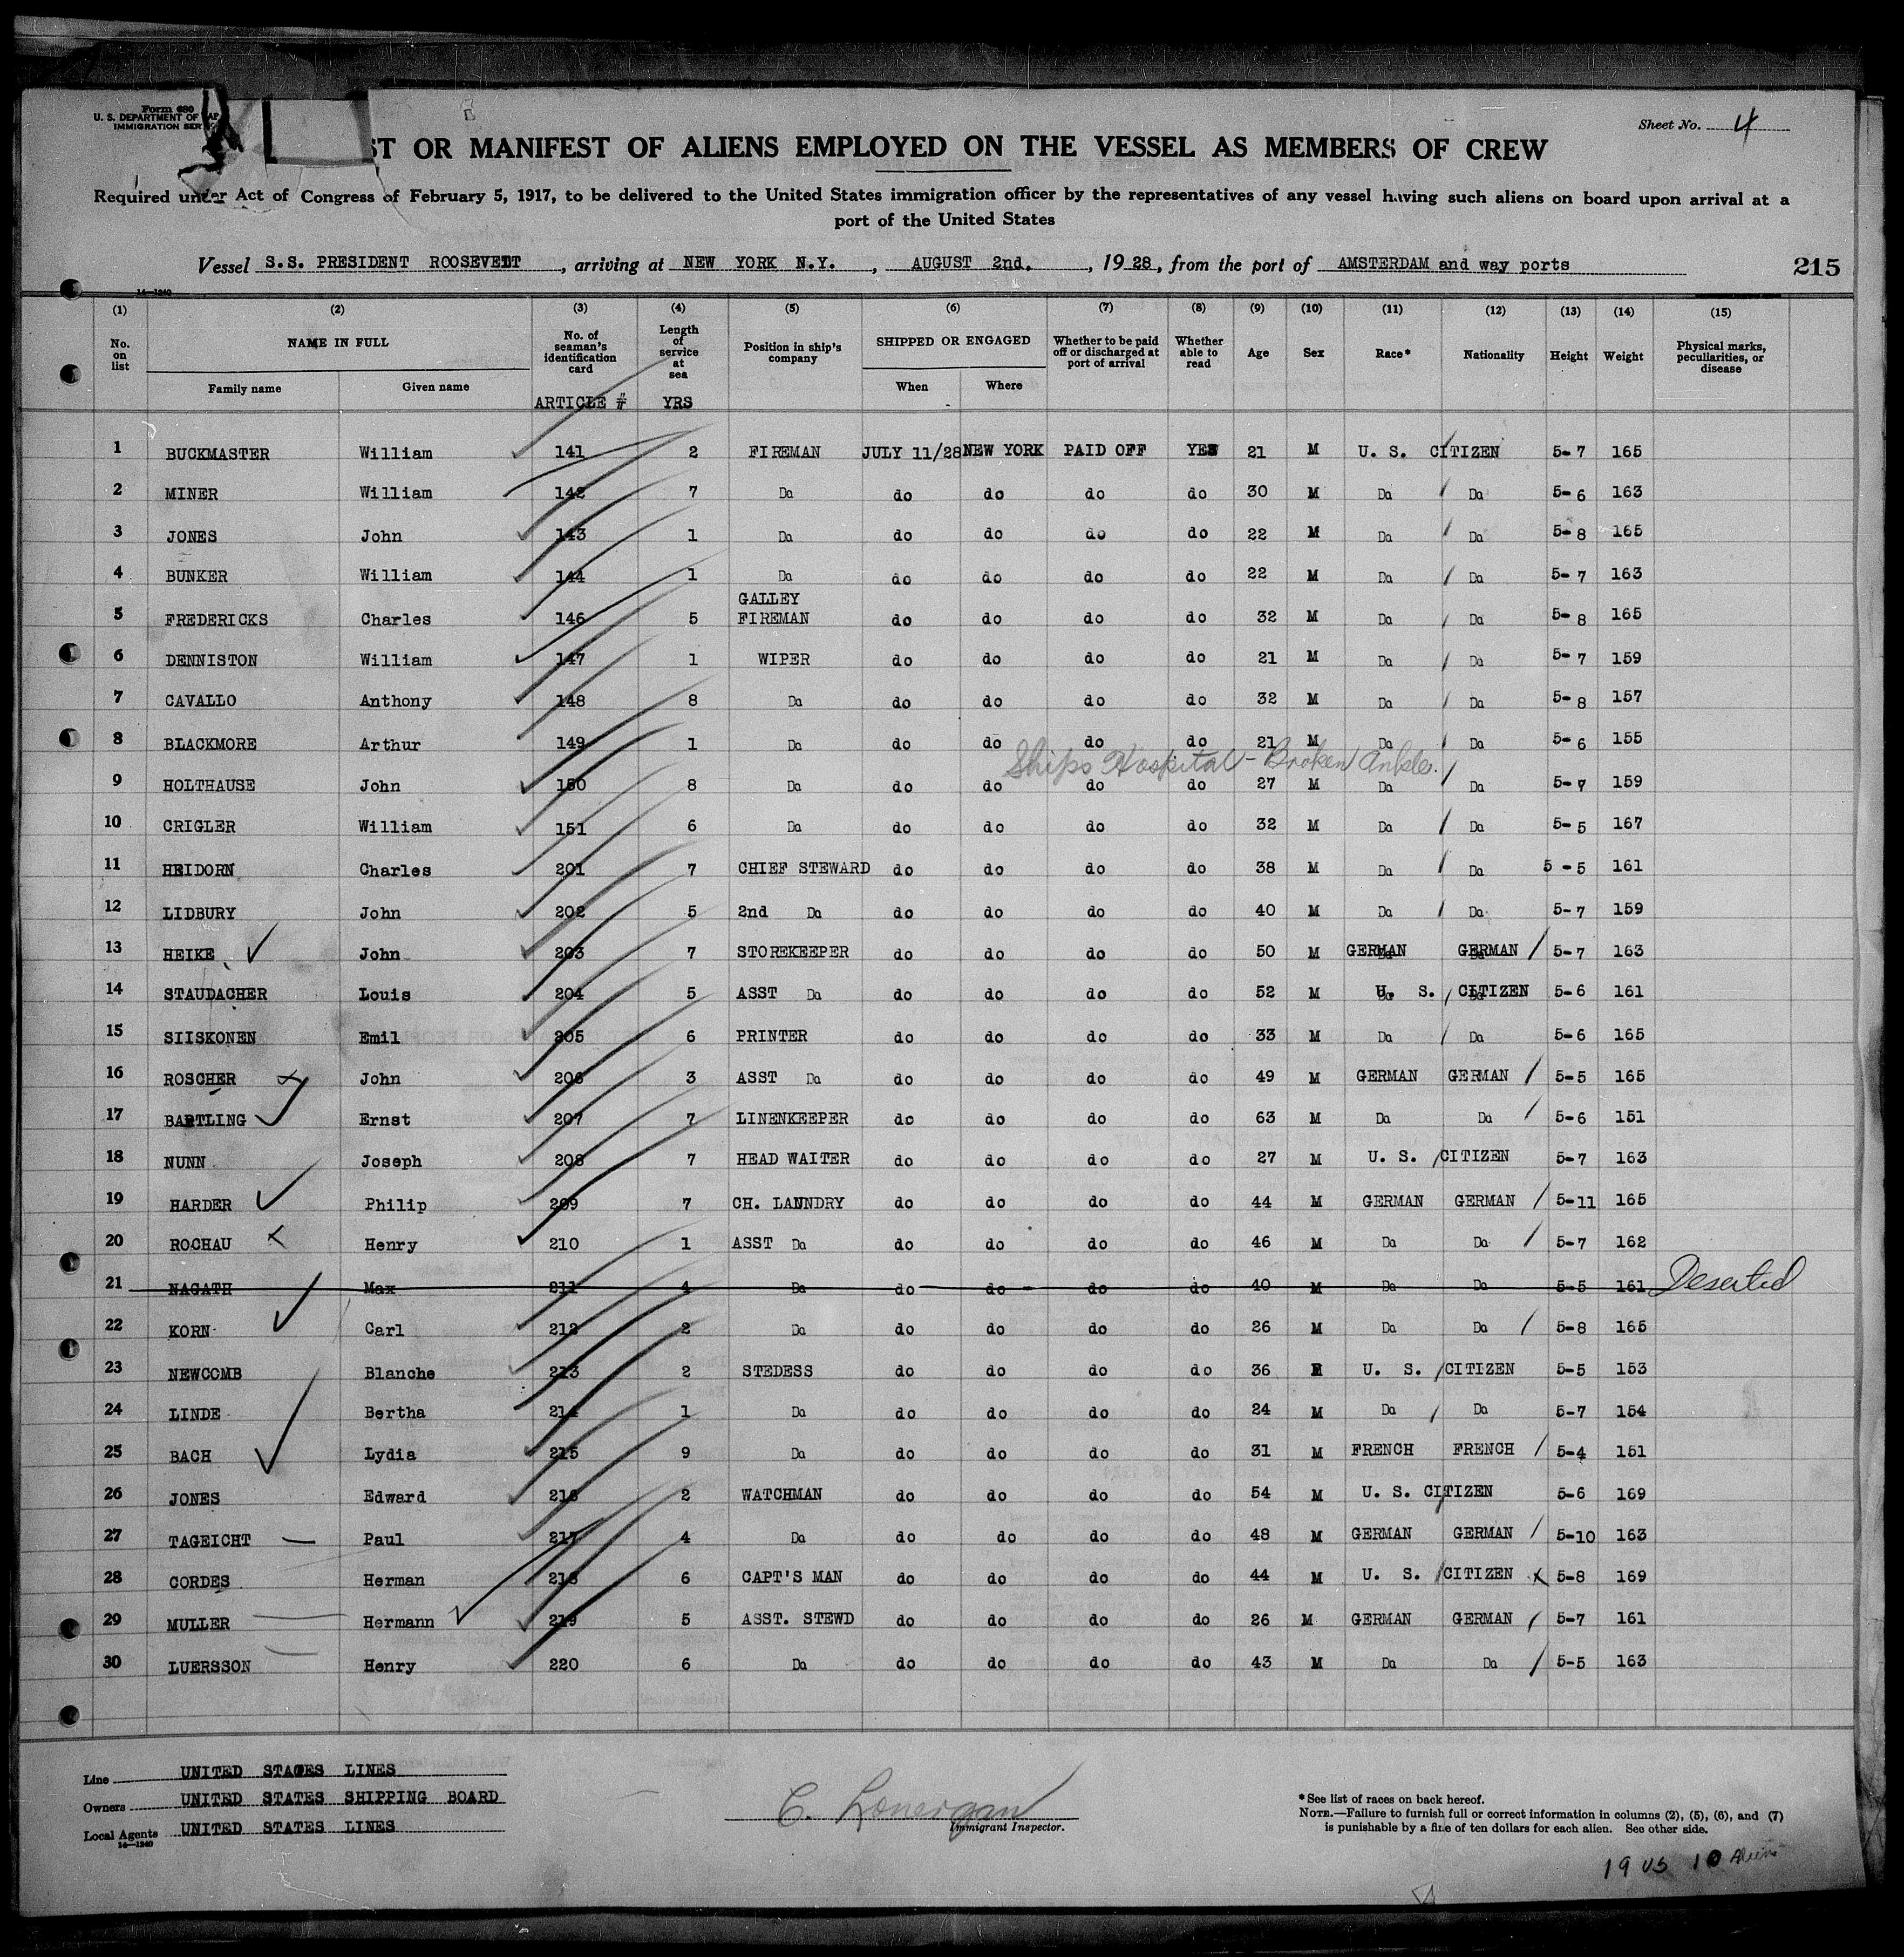 Form 680
U. S. DEPARTMENT OF
IMMIGRATION
Sheet No. 4
ST OR MANIFEST OF ALIENS EMPLOYED ON THE VESSEL AS MEMBERS OF CREW
Required under Act of Congress of February 5, 1917, to be delivered to the United States immigration officer by the representatives of any vessel having such aliens on board upon arrival at a
port of the United States
Vessel S.S. PRESIDENT ROOSEVELT, arriving at NEW YORK N.Y., AUGUST 2nd., 1928, from the port of AMSTERDAM and way ports 215
14—1240
(1) (2) (3) (4) (5) (6) (7) (8) (9) (10) (11) (12) (13) (14) (15)
No. on list NAME IN FULL Family name Given name No. of seaman's identification card Length of service at sea Position in ship's company SHIPPED OR ENGAGED When Where Whether to be paid off or discharged at port of arrival Whether able to read Age Sex Race* Nationality Height Weight Physical marks, peculiarities, or disease
ARTICLE # YRS
1 BUCKMASTER William 141 2 FIREMAN JULY 11/28 NEW YORK PAID OFF YES 21 M U. S. CITIZEN 5-7 165
2 MINER William 142 7 Do do do do do 30 M Do Do 5-6 163
3 JONES John 143 1 Do do do do do 22 M Do Do 5-8 165
4 BUNKER William 144 1 Do do do do do 22 M Do Do 5-7 163
5 FREDERICKS Charles 146 5 GALLEY FIREMAN do do do do 32 M Do Do 5-8 165
6 DENNISTON William 147 1 WIPER do do do do 21 M Do Do 5-7 159
7 CAVALLO Anthony 148 8 Do do do do do 32 M Do Do 5-8 157
8 BLACKMORE Arthur 149 1 Do do do do do 21 M Do Do 5-6 155
Ships Hospital - Broken Ankle.
9 HOLTHAUSE John 150 8 Do do do do do 27 M Do Do 5-7 159
10 CRIGLER William 151 6 Do do do do do 32 M Do Do 5-5 167
11 HEIDORN Charles 201 7 CHIEF STEWARD do do do do 38 M Do Do 5-5 161
12 LIDBURY John 202 5 2nd Do do do do do 40 M Do Do 5-7 159
13 HEIKE John 203 7 STOREKEEPER do do do do 50 M GERMAN GERMAN 5-7 163
14 STAUDACHER Louis 204 5 ASST Do do do do do 52 M U. S. CITIZEN 5-6 161
15 SIISKONEN Emil 205 6 PRINTER do do do do 33 M Do Do 5-6 165
16 ROSCHER John 206 3 ASST Do do do do do 49 M GERMAN GERMAN 5-5 165
17 BARTLING Ernst 207 7 LINENKEEPER do do do do 63 M Do Do 5-6 151
18 NUNN Joseph 208 7 HEAD WAITER do do do do 27 M U. S. CITIZEN 5-7 163
19 HARDER Philip 209 7 CH. LANNDRY do do do do 44 M GERMAN GERMAN 5-11 165
20 ROCHAU Henry 210 1 ASST Do do do do do 46 M Do Do 5-7 162
21 NAGATH Max 211 4 Do do do do do 40 M Do Do 5-5 161 Deserted
22 KORN Carl 212 2 Do do do do do 26 M Do Do 5-8 165
23 NEWCOMB Blanche 213 2 STEDESS do do do do 36 F U. S. CITIZEN 5-5 153
24 LINDE Bertha 214 1 Do do do do do 24 M Do Do 5-7 154
25 BACH Lydia 215 9 Do do do do do 31 M FRENCH FRENCH 5-4 151
26 JONES Edward 216 2 WATCHMAN do do do do 54 M U. S. CITIZEN 5-6 169
27 TAGEICHT Paul 217 4 Do do do do do 48 M GERMAN GERMAN 5-10 163
28 CORDES Herman 218 6 CAPT'S MAN do do do do 44 M U. S. CITIZEN x 5-8 169
29 MULLER Hermann 219 5 ASST. STEWD do do do do 26 M GERMAN GERMAN 5-7 161
30 LUERSSON Henry 220 6 Do do do do do 43 M Do Do 5-5 163
Line UNITED STATES LINES
Owners UNITED STATES SHIPPING BOARD
Local Agents UNITED STATES LINES
14—1240
C. Lonergan
Immigrant Inspector.
*See list of races on back hereof.
NOTE.—Failure to furnish full or correct information in columns (2), (5), (6), and (7)
is punishable by a fine of ten dollars for each alien. See other side.
19 US 10 Aliens